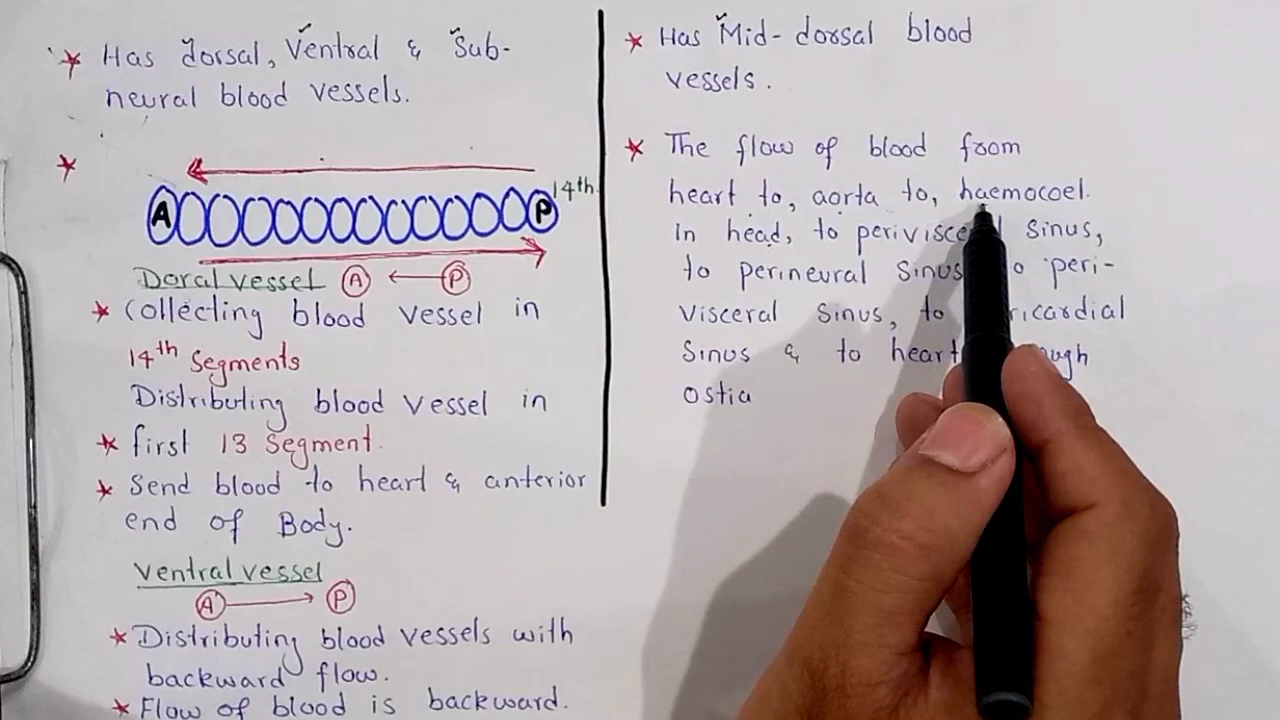 Has dorsal, Ventral & Sub-
neural blood vessels.
14th
A P
Doral vessel A ← P
Collecting blood vessel in
14th Segments
Distributing blood vessel in
first 13 Segment.
Send blood to heart & anterior
end of Body.
Ventral vessel
A → P
Distributing blood vessels with
backward flow.
Flow of blood is backward.
Has Mid-dorsal blood
vessels.
The flow of blood from
heart to, aorta to, haemocoel.
In head, to sinus,
to perineural Sinus peri-
visceral Sinus, to
Sinus & to heart
Ostia